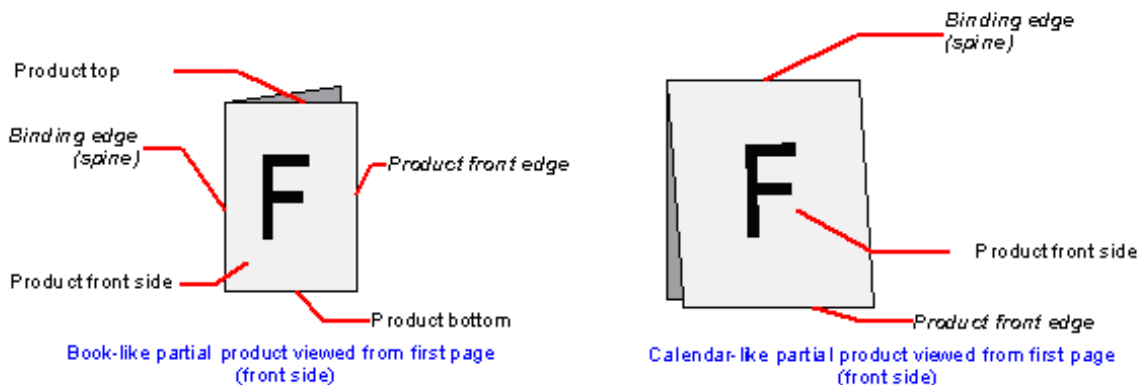 Product top
Binding edge
(spine)
F
Product front edge
Product front side
Product bottom
Book-like partial product viewed from first page
(front side)
Binding edge
(spine)
F
Product front side
Product front edge
Calendar-like partial product viewed from first page
(front side)